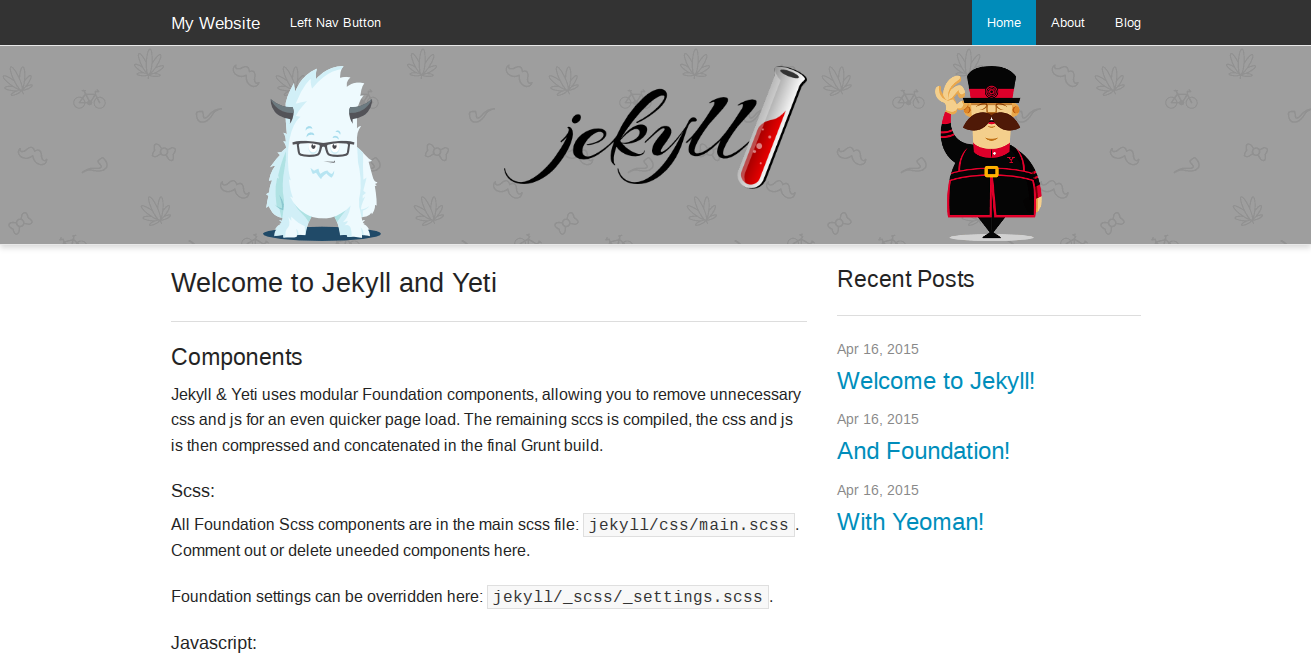 My Website
Left Nav Button
Home
About
Blog
jekyll
Y
Welcome to Jekyll and Yeti
Components
Jekyll & Yeti uses modular Foundation components, allowing you to remove unnecessary
css and js for an even quicker page load. The remaining sccs is compiled, the css and js
is then compressed and concatenated in the final Grunt build.
Scss:
All Foundation Scss components are in the main scss file: jekyll/css/main.scss.
Comment out or delete uneeded components here.
Foundation settings can be overridden here: jekyll/_scss/_settings.scss.
Javascript:
Recent Posts
Apr 16, 2015
Welcome to Jekyll!
Apr 16, 2015
And Foundation!
Apr 16, 2015
With Yeoman!